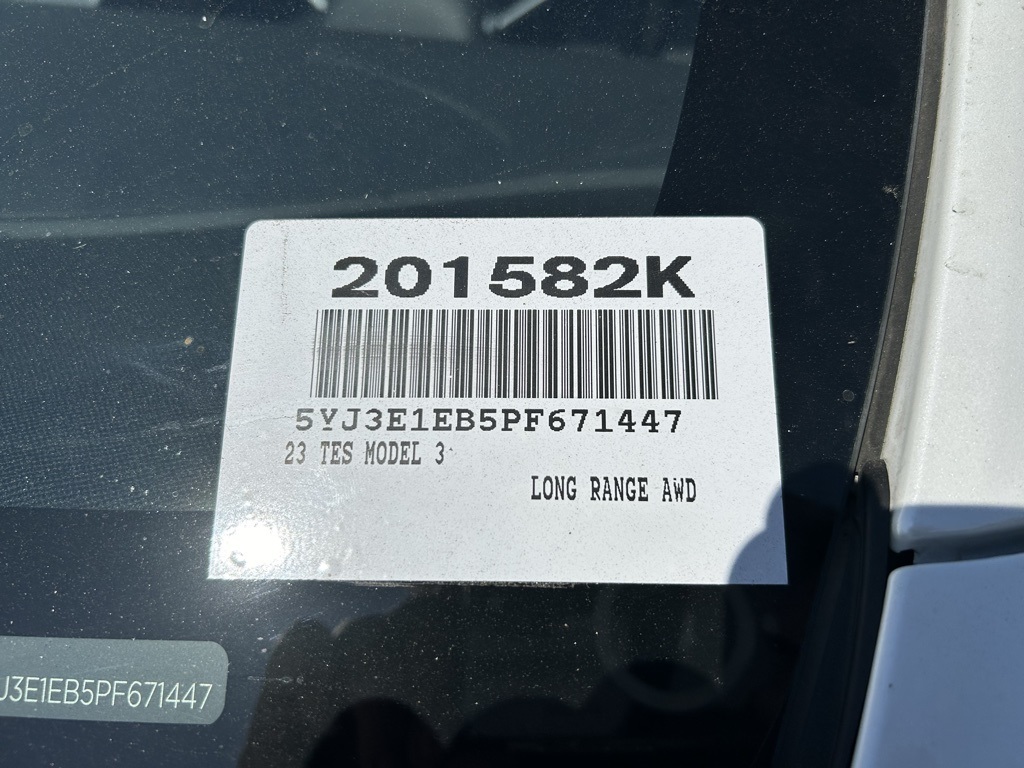 201582K
5YJ3E1EB5PF671447
23 TES MODEL 3
LONG RANGE AWD
J3E1EB5PF671447